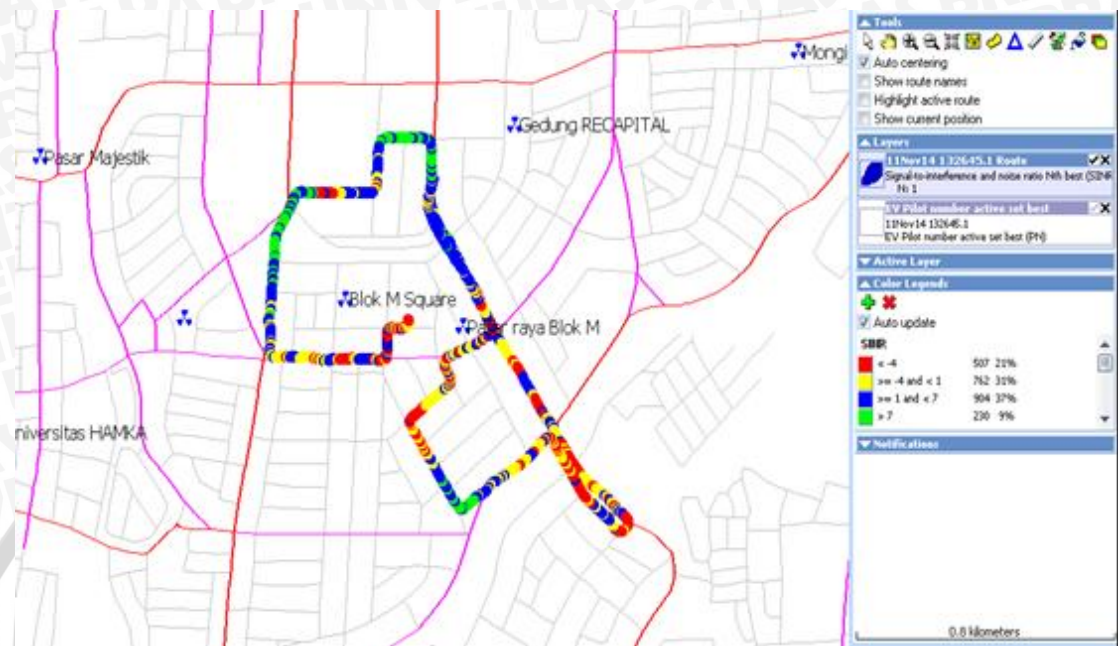 Mongi
Gedung RECAPITAL
Pasar Majestik
Blok M Square
Pasar raya Blok M
niversitas HAMKA
Tools
Auto centering
Show route names
Highlight active route
Show current position
Layers
11Nov14 132645.1 Route
Signal-to-interference and noise ratio Nth best (SINR
N: 1
EV Pilot number active set best
11Nov14 132645.1
EV Pilot number active set best (PN)
Active Layer
Color Legends
Auto update
SINR
< -4 507 21%
>= -4 and < 1 762 31%
>= 1 and < 7 904 37%
> 7 230 9%
Notifications
0.8 kilometers